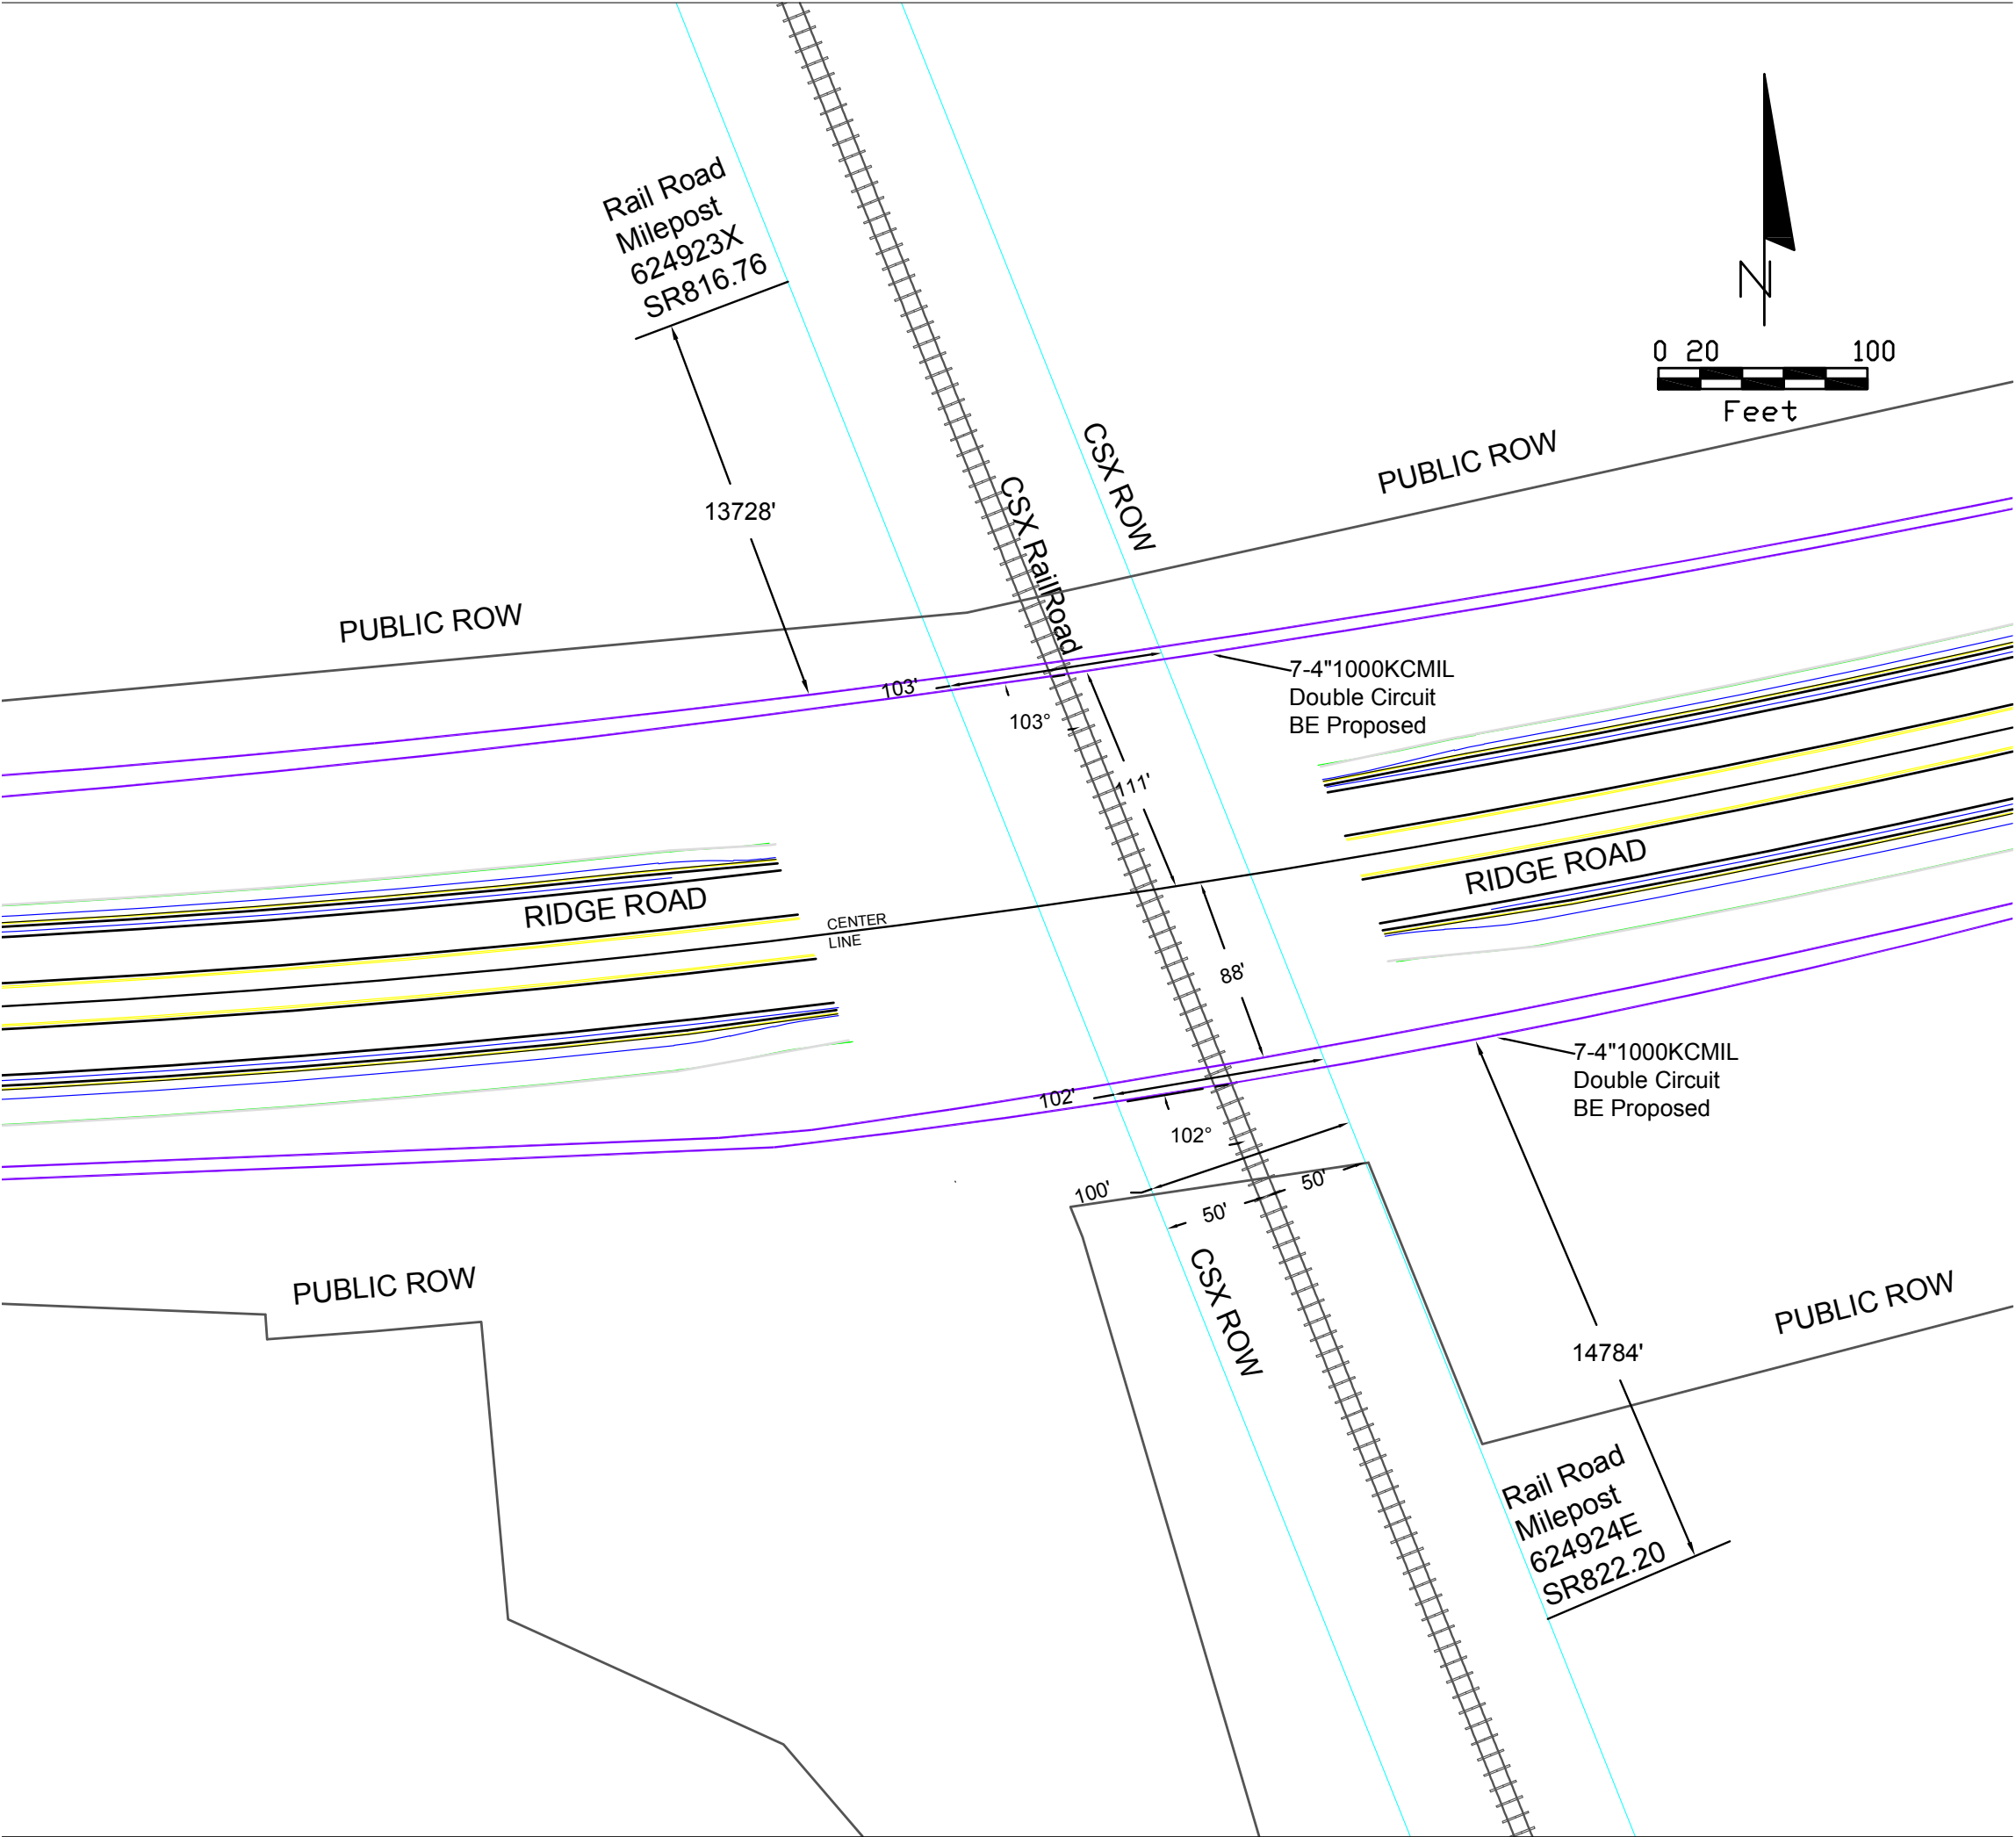 Rail Road
Milepost
624923X
SR816.76
N
0 20 100
Feet
13728'
CSX ROW
CSX RailRoad
PUBLIC ROW
PUBLIC ROW
103'
103°
7-4"1000KCMIL
Double Circuit
BE Proposed
111'
RIDGE ROAD
RIDGE ROAD
CENTER
LINE
88'
102'
102°
7-4"1000KCMIL
Double Circuit
BE Proposed
100'
50'
50'
CSX ROW
PUBLIC ROW
PUBLIC ROW
14784'
Rail Road
Milepost
624924E
SR822.20